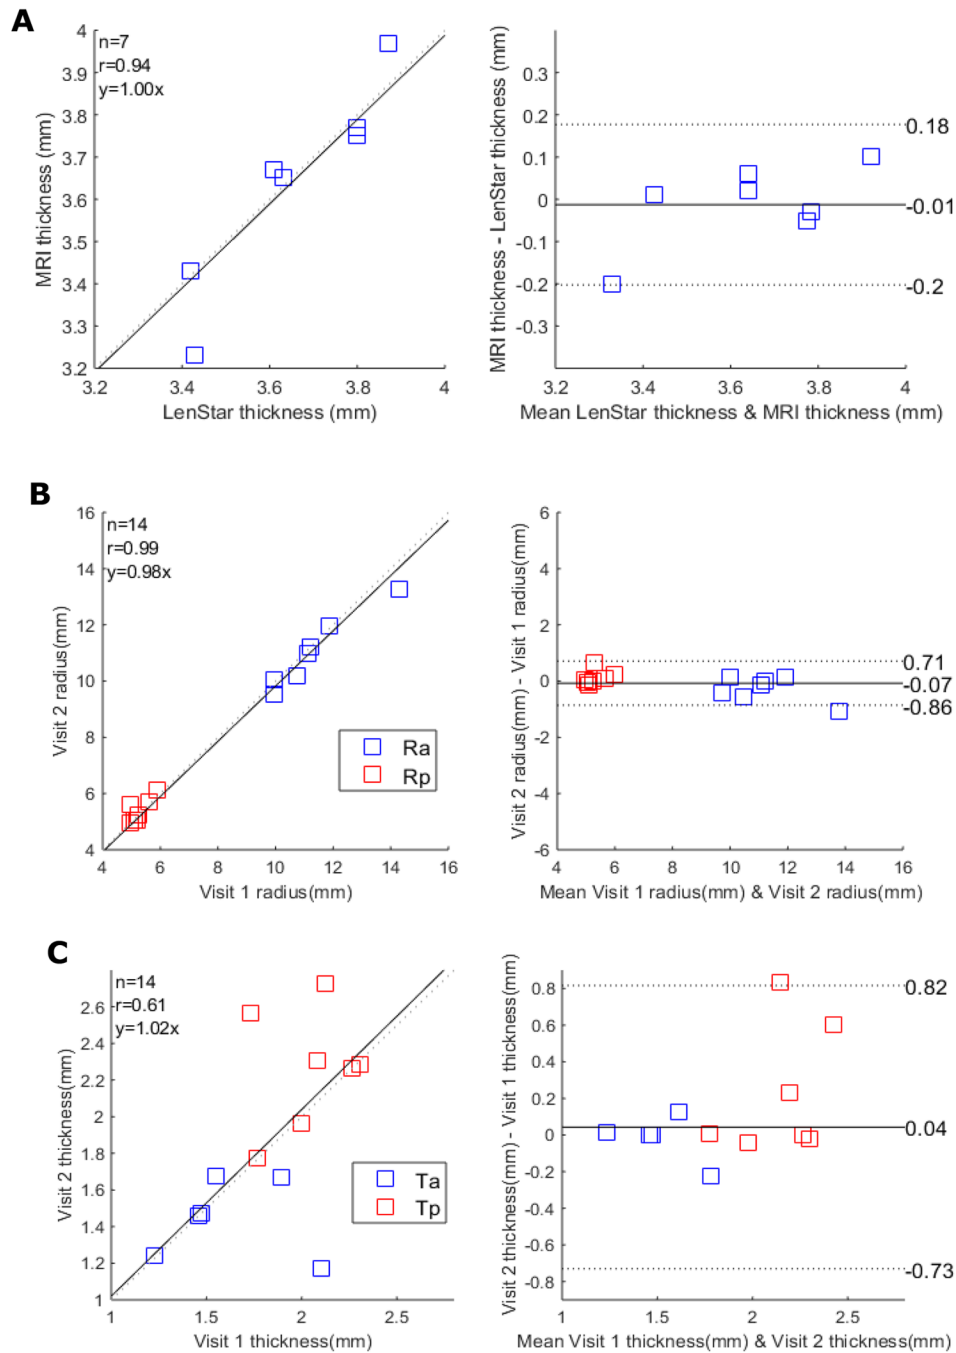 A
n=7
r=0.94
y=1.00x
4
3.9
3.8
3.7
3.6
3.5
3.4
3.3
3.2
3.2 3.4 3.6 3.8 4
MRI thickness (mm)
LenStar thickness (mm)
0.3
0.2
0.1
0
-0.1
-0.2
-0.3
3.2 3.4 3.6 3.8 4
0.18
-0.01
-0.2
MRI thickness - LenStar thickness (mm)
Mean LenStar thickness & MRI thickness (mm)
B
n=14
r=0.99
y=0.98x
16
14
12
10
8
6
4
4 6 8 10 12 14 16
Visit 2 radius(mm)
Visit 1 radius(mm)
Ra
Rp
6
4
2
0
-2
-4
-6
4 6 8 10 12 14 16
0.71
-0.07
-0.86
Visit 2 radius(mm) - Visit 1 radius(mm)
Mean Visit 1 radius(mm) & Visit 2 radius(mm)
C
n=14
r=0.61
y=1.02x
2.6
2.4
2.2
2
1.8
1.6
1.4
1.2
1
1 1.5 2 2.5
Visit 2 thickness(mm)
Visit 1 thickness(mm)
Ta
Tp
0.8
0.6
0.4
0.2
0
-0.2
-0.4
-0.6
-0.8
1 1.5 2 2.5
0.82
0.04
-0.73
Visit 2 thickness(mm) - Visit 1 thickness(mm)
Mean Visit 1 thickness(mm) & Visit 2 thickness(mm)